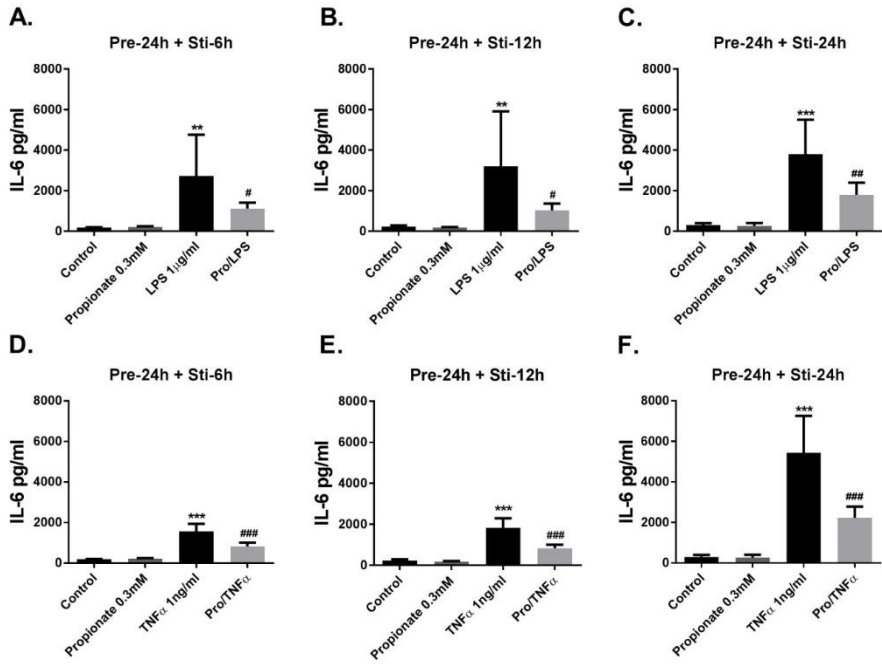 A.
Pre-24h + Sti-6h
IL-6 pg/ml
8000
6000
4000
2000
0
**
#
Control
Propionate 0.3mM
LPS 1μg/ml
Pro/LPS
B.
Pre-24h + Sti-12h
IL-6 pg/ml
8000
6000
4000
2000
0
**
#
Control
Propionate 0.3mM
LPS 1μg/ml
Pro/LPS
C.
Pre-24h + Sti-24h
IL-6 pg/ml
8000
6000
4000
2000
0
***
##
Control
Propionate 0.3mM
LPS 1μg/ml
Pro/LPS
D.
Pre-24h + Sti-6h
IL-6 pg/ml
8000
6000
4000
2000
0
***
###
Control
Propionate 0.3mM
TNFα 1ng/ml
Pro/TNFα
E.
Pre-24h + Sti-12h
IL-6 pg/ml
8000
6000
4000
2000
0
***
###
Control
Propionate 0.3mM
TNFα 1ng/ml
Pro/TNFα
F.
Pre-24h + Sti-24h
IL-6 pg/ml
8000
6000
4000
2000
0
***
###
Control
Propionate 0.3mM
TNFα 1ng/ml
Pro/TNFα